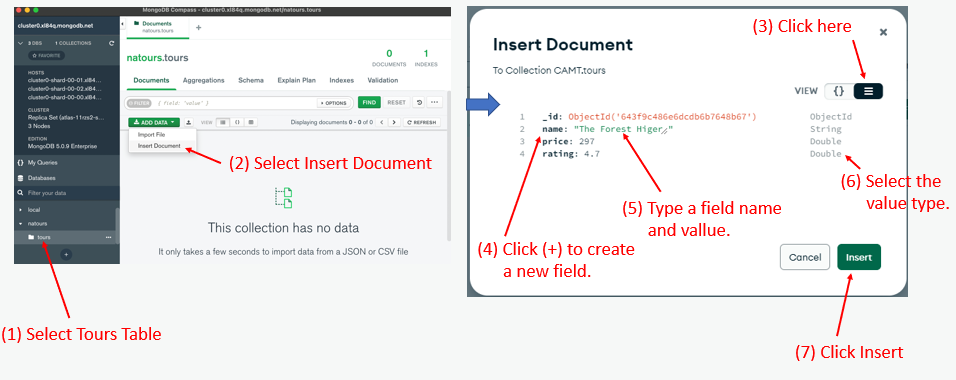 MongoDB Compass - cluster0.xl84q.mongodb.net/natours.tours
cluster0.xl84q.mongodb.net
3 DBS 1 COLLECTIONS
FAVORITE
HOSTS
cluster0-shard-00-01.xl84...
cluster0-shard-00-02.xl84...
cluster0-shard-00-00.xl84...
CLUSTER
Replica Set (atlas-11rzs2-s...
3 Nodes
EDITION
MongoDB 5.0.9 Enterprise
{} My Queries
Databases
Filter your data
local
natours
tours
Documents
natours.tours
+
natours.tours
0
DOCUMENTS
1
INDEXES
Documents Aggregations Schema Explain Plan Indexes Validation
FILTER { field: 'value' } OPTIONS FIND RESET
ADD DATA VIEW {} Displaying documents 0 - 0 of 0 < > REFRESH
Import File
Insert Document
(2) Select Insert Document
This collection has no data
It only takes a few seconds to import data from a JSON or CSV file
(1) Select Tours Table
(3) Click here
Insert Document
To Collection CAMT.tours
VIEW {}
1 _id: ObjectId('643f9c486e6dcdb6b7648b67') ObjectId
2 name: "The Forest Higer" String
3 price: 297 Double
4 rating: 4.7 Double
(4) Click (+) to create
a new field.
(5) Type a field name
and vallue.
(6) Select the
value type.
Cancel Insert
(7) Click Insert